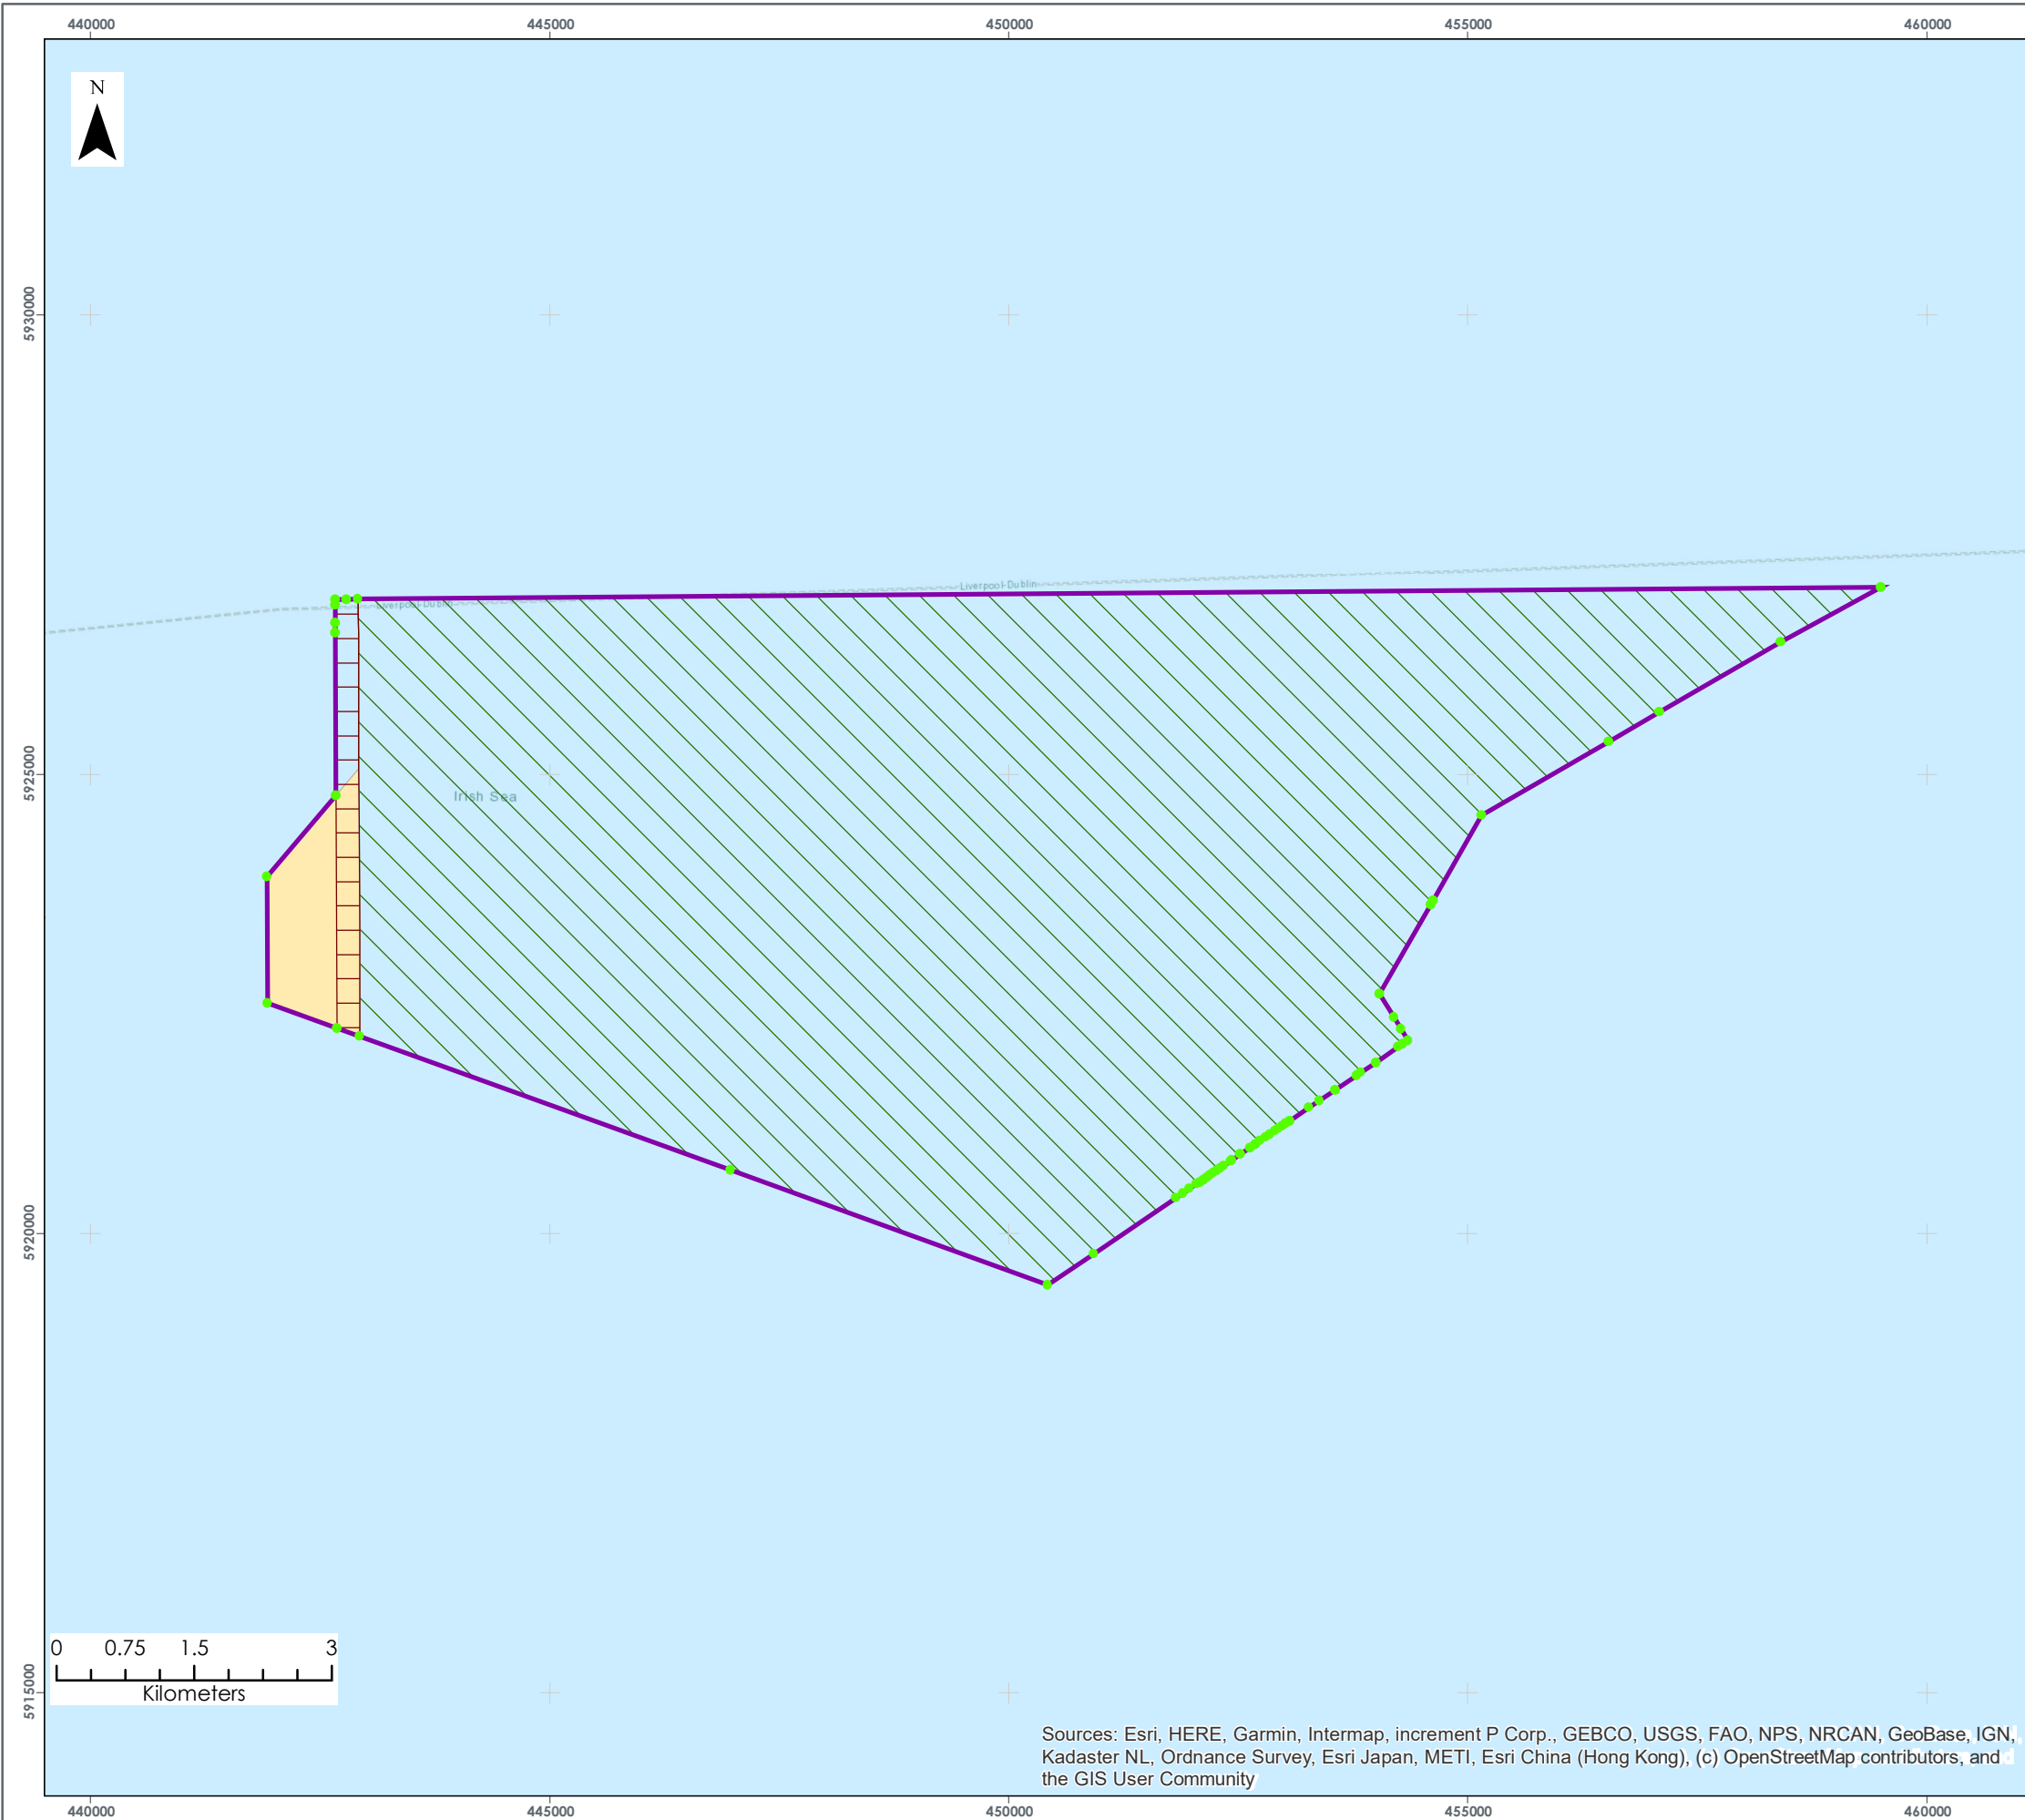 440000 445000 450000 455000 460000
N
5930000
Liverpool-Dublin
Liverpool-Dublin
5925000
Irish Sea
5920000
0 0.75 1.5 3
Kilometers
5915000
Sources: Esri, HERE, Garmin, Intermap, increment P Corp., GEBCO, USGS, FAO, NPS, NRCAN, GeoBase, IGN,
Kadaster NL, Ordnance Survey, Esri Japan, METI, Esri China (Hong Kong), (c) OpenStreetMap contributors, and
the GIS User Community
440000 445000 450000 455000 460000